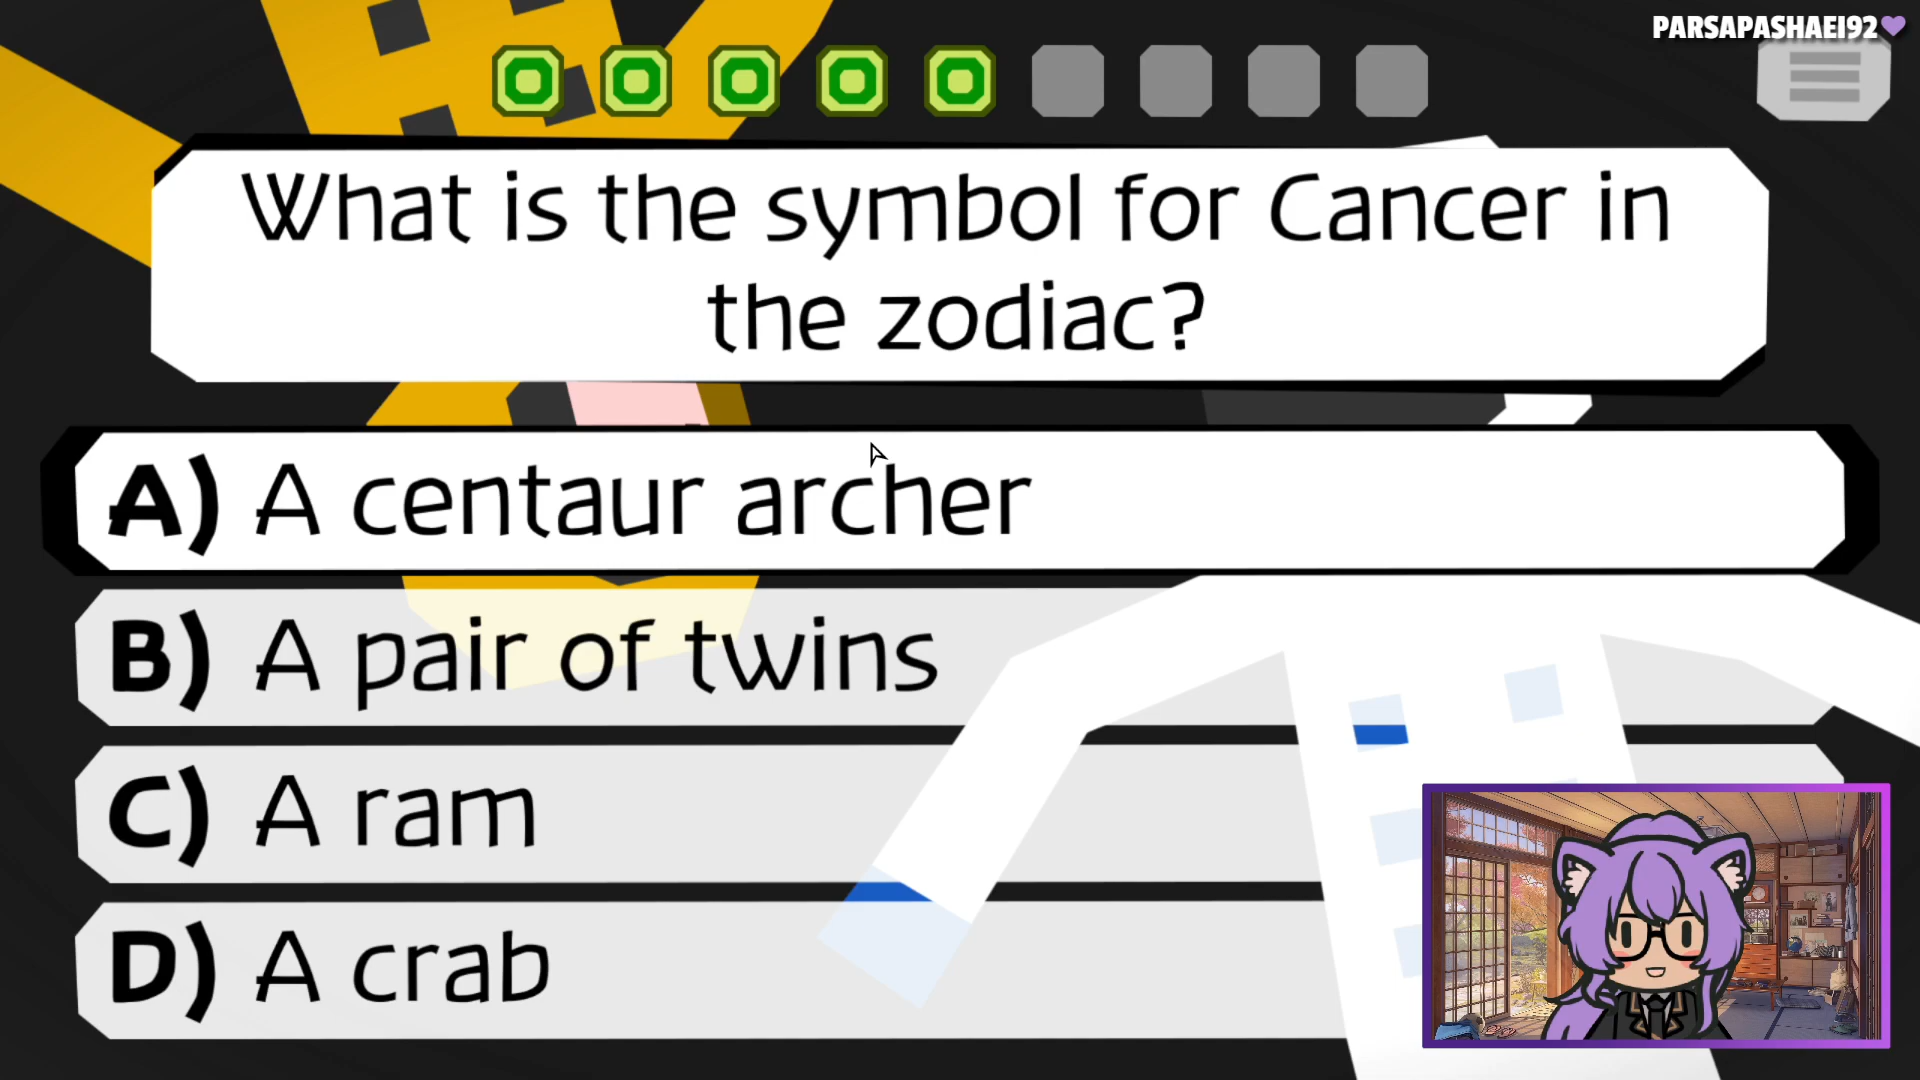 PARSAPASHAEI92
What is the symbol for Cancer in
the zodiac?
A) A centaur archer
B) A pair of twins
C) A ram
D) A crab